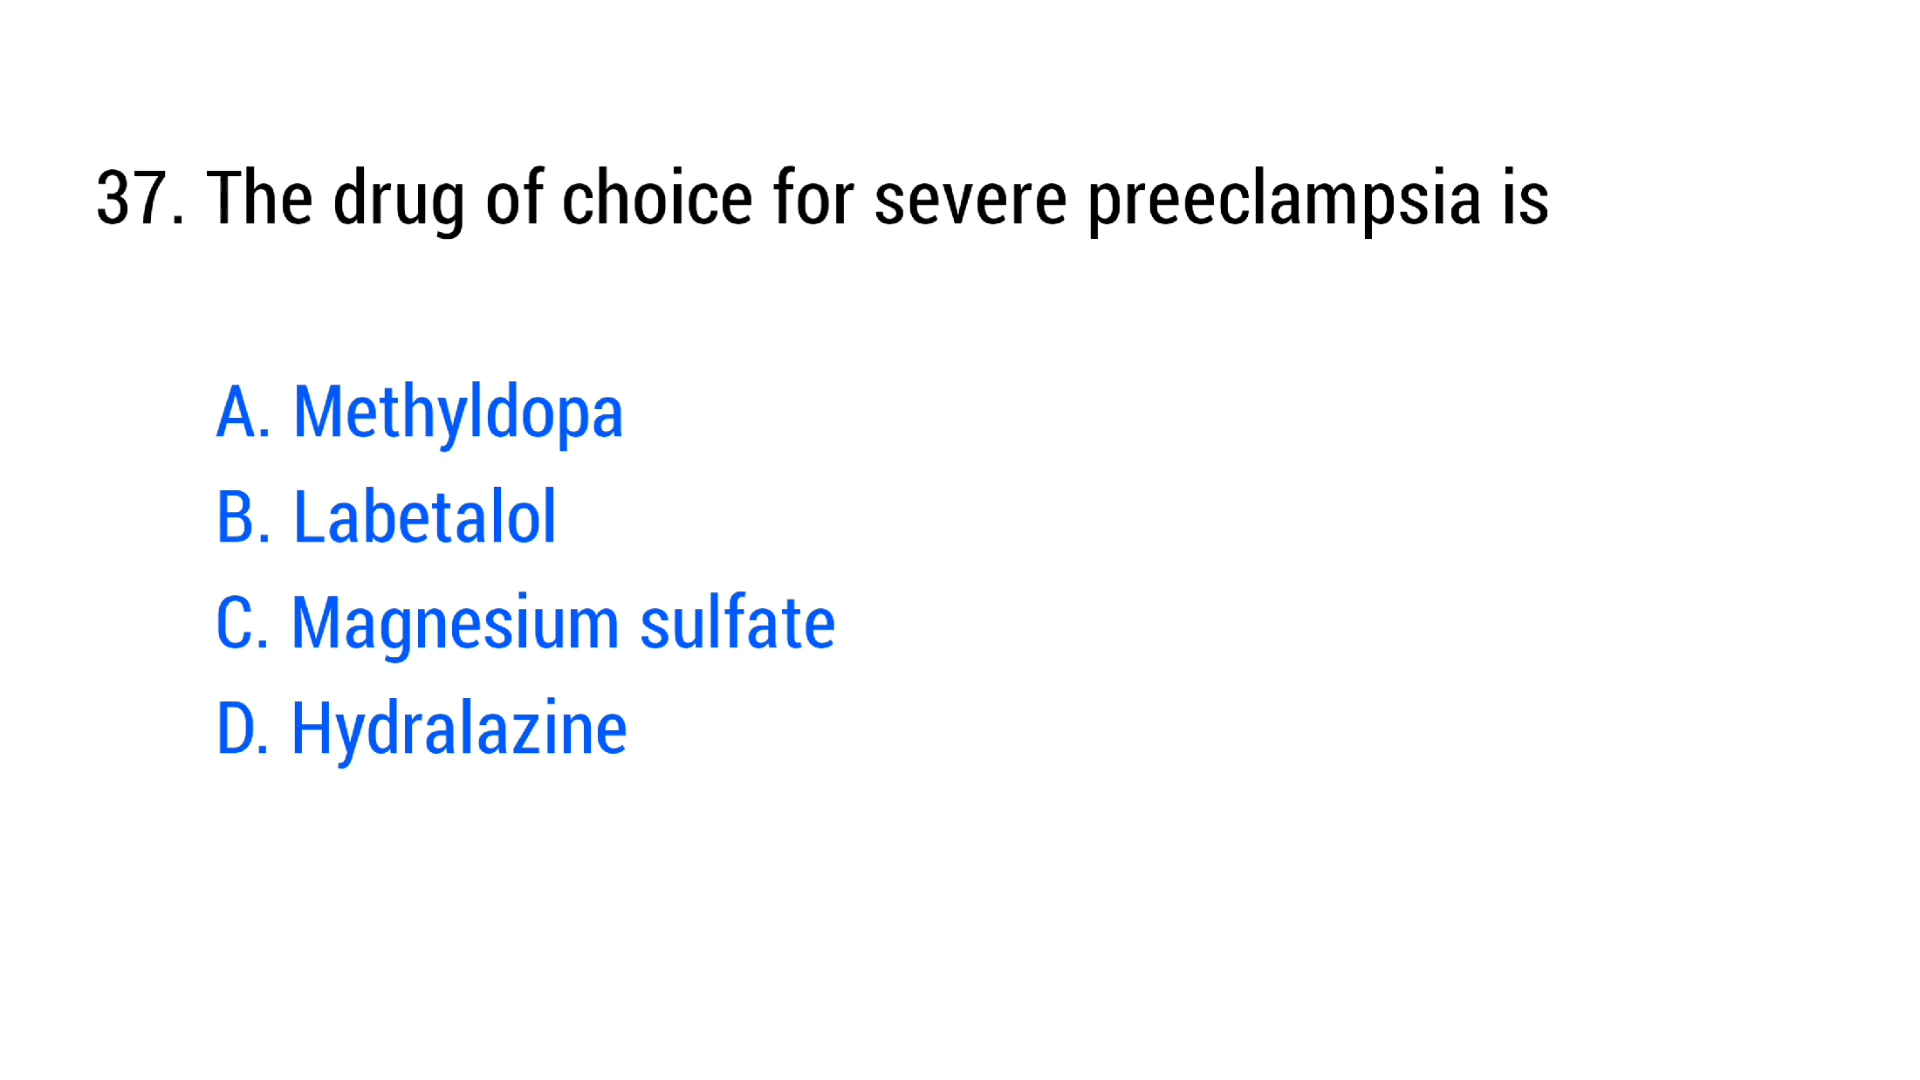 37. The drug of choice for severe preeclampsia is
A. Methyldopa
B. Labetalol
C. Magnesium sulfate
D. Hydralazine